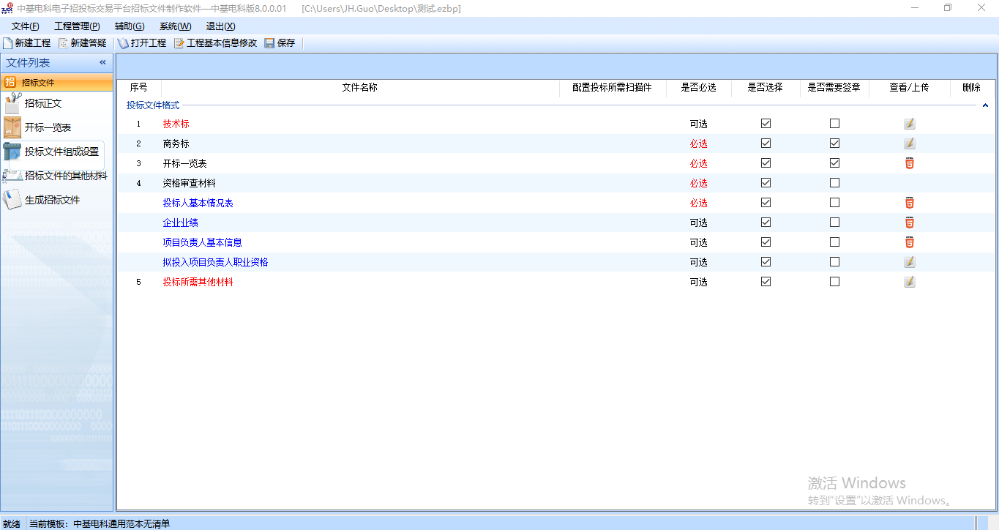 中基电科电子招投标交易平台招标文件制作软件—中基电科版8.0.0.01 [C:\Users\JH.Guo\Desktop\测试.ezbp]
文件(F) 工程管理(P) 辅助(G) 系统(W) 退出(X)
新建工程 新建答疑 打开工程 工程基本信息修改 保存
文件列表 «
招 招标文件
招标正文
开标一览表
投标文件组成设置
招标文件的其他材料
生成招标文件
序号 文件名称 配置投标所需扫描件 是否必选 是否选择 是否需要签章 查看/上传 删除
投标文件格式
1 技术标 可选
2 商务标 必选
3 开标一览表 必选
4 资格审查材料 必选
投标人基本情况表 必选
企业业绩 可选
项目负责人基本信息 可选
拟投入项目负责人职业资格 可选
5 投标所需其他材料 可选
激活 Windows
转到"设置"以激活 Windows。
就绪 当前模板：中基电科通用范本无清单